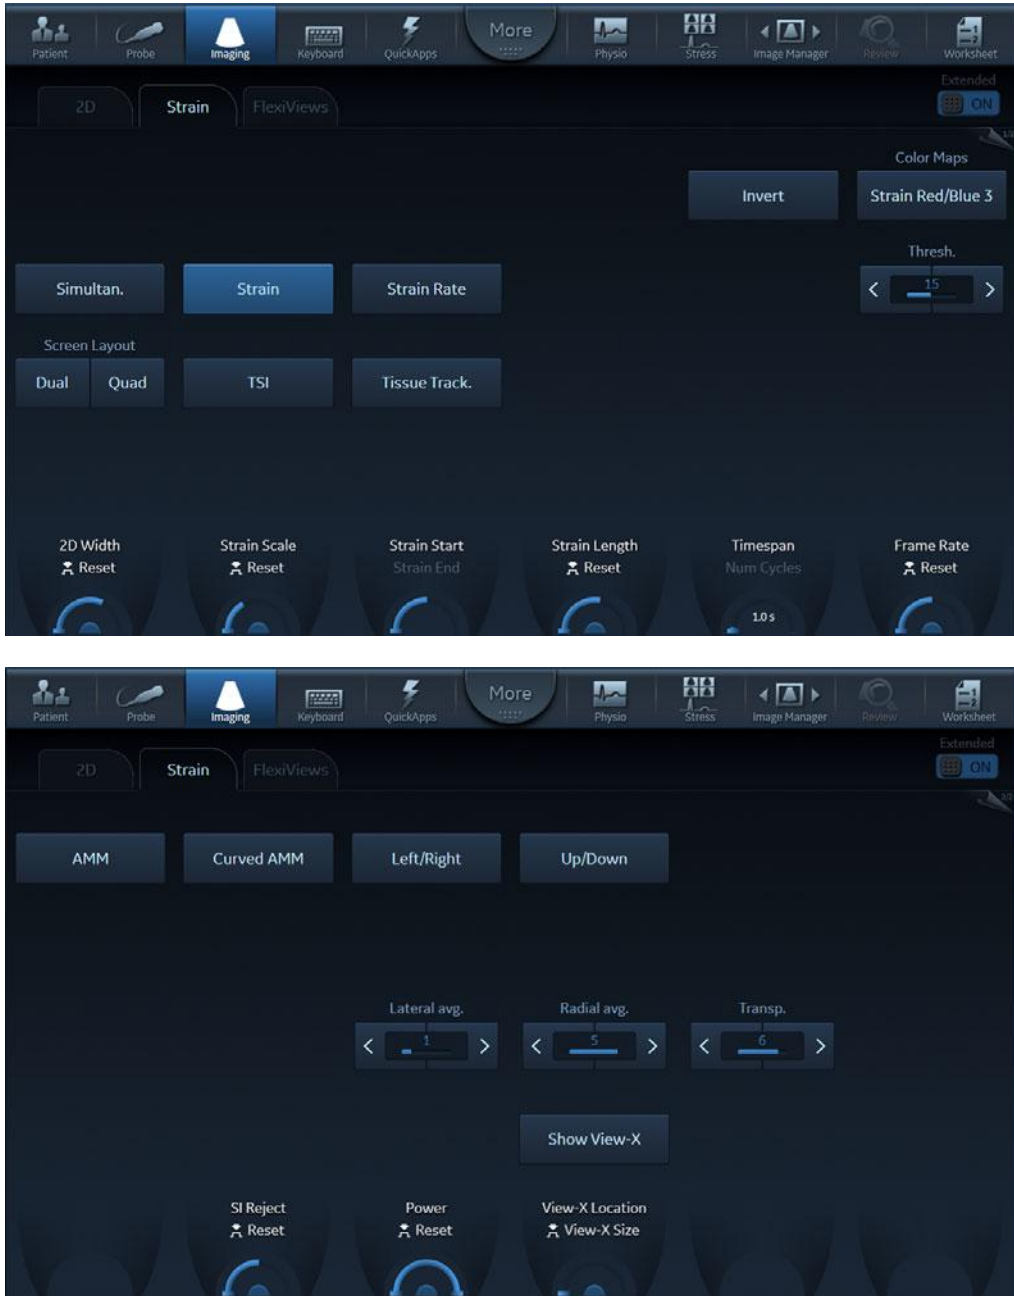 Patient Probe Imaging Keyboard QuickApps More Physio Stress Image Manager Review Worksheet
2D Strain FlexiViews
Extended
ON
1/2
Color Maps
Invert Strain Red/Blue 3
Thresh.
Simultan. Strain Strain Rate < 15 >
Screen Layout
Dual Quad TSI Tissue Track.
2D Width Strain Scale Strain Start Strain Length Timespan Frame Rate
Reset Reset Strain End Reset Num Cycles Reset
1.0 s
Patient Probe Imaging Keyboard QuickApps More Physio Stress Image Manager Review Worksheet
2D Strain FlexiViews
Extended
ON
2/2
AMM Curved AMM Left/Right Up/Down
Lateral avg. Radial avg. Transp.
< 1 > < 5 > < 6 >
Show View-X
SI Reject Power View-X Location
Reset Reset View-X Size